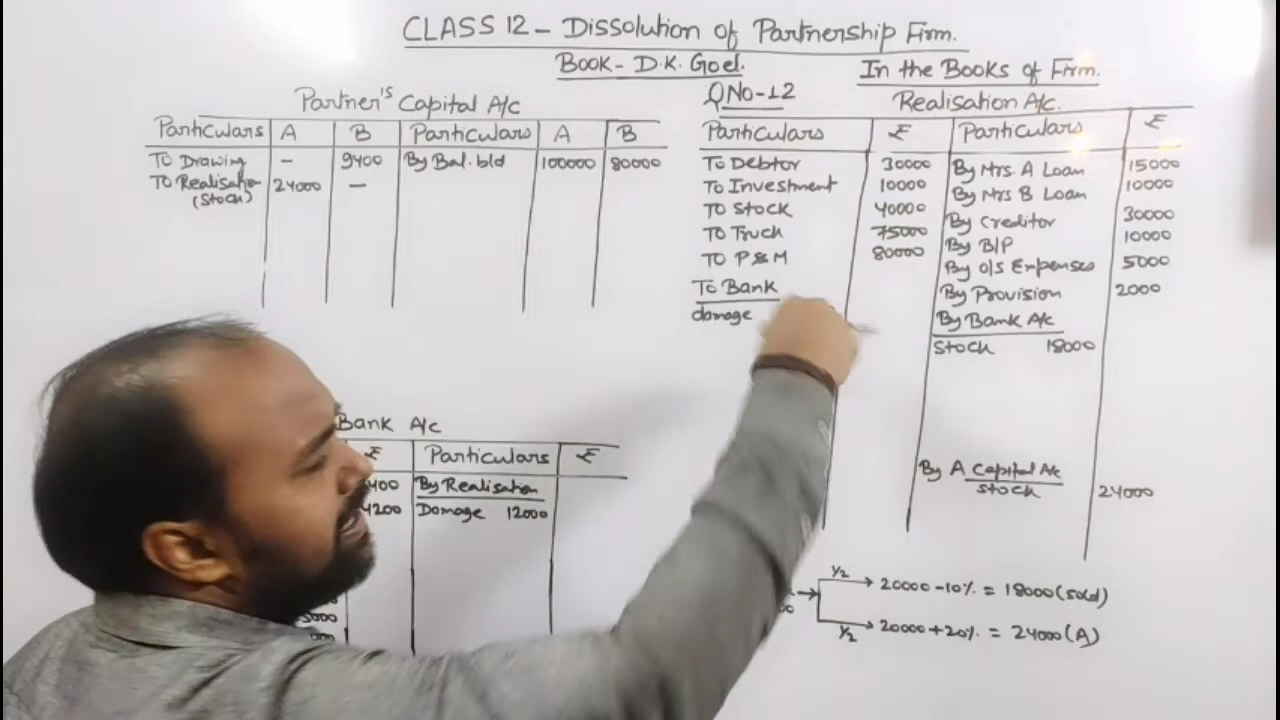 CLASS 12 - Dissolution of Partnership Firm.
Book - D.K. Goel.
In the Books of Firm.
Partner's Capital A/c
Particulars A B Particulars A B
To Drawing - 9400 By Bal. b/d 100000 80000
To Realisation 24000 -
(Stock)
QNo-12
Realisation A/c.
Particulars ₹ Particulars ₹
To Debtor 30000 By Mrs. A Loan 15000
To Investment 10000 By Mrs B Loan 10000
To Stock 40000 By Creditor 30000
To Truck 75000 By B/P 10000
To P&M 80000 By O/S Expenses 5000
To Bank By Provision 2000
damage By Bank A/c
Stock 18000
By A Capital A/c
Stock 24000
Bank A/c
₹ Particulars ₹
By Realisation
4200 Damage 12000
1/2 20000 - 10% = 18000 (sold)
1/2 20000 + 20% = 24000 (A)